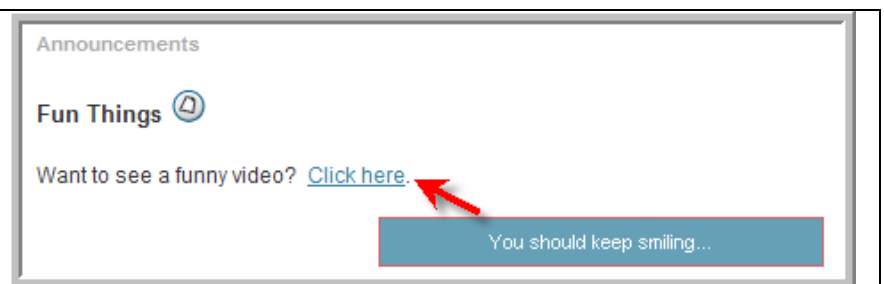 Announcements
Fun Things
Want to see a funny video? Click here.
You should keep smiling...